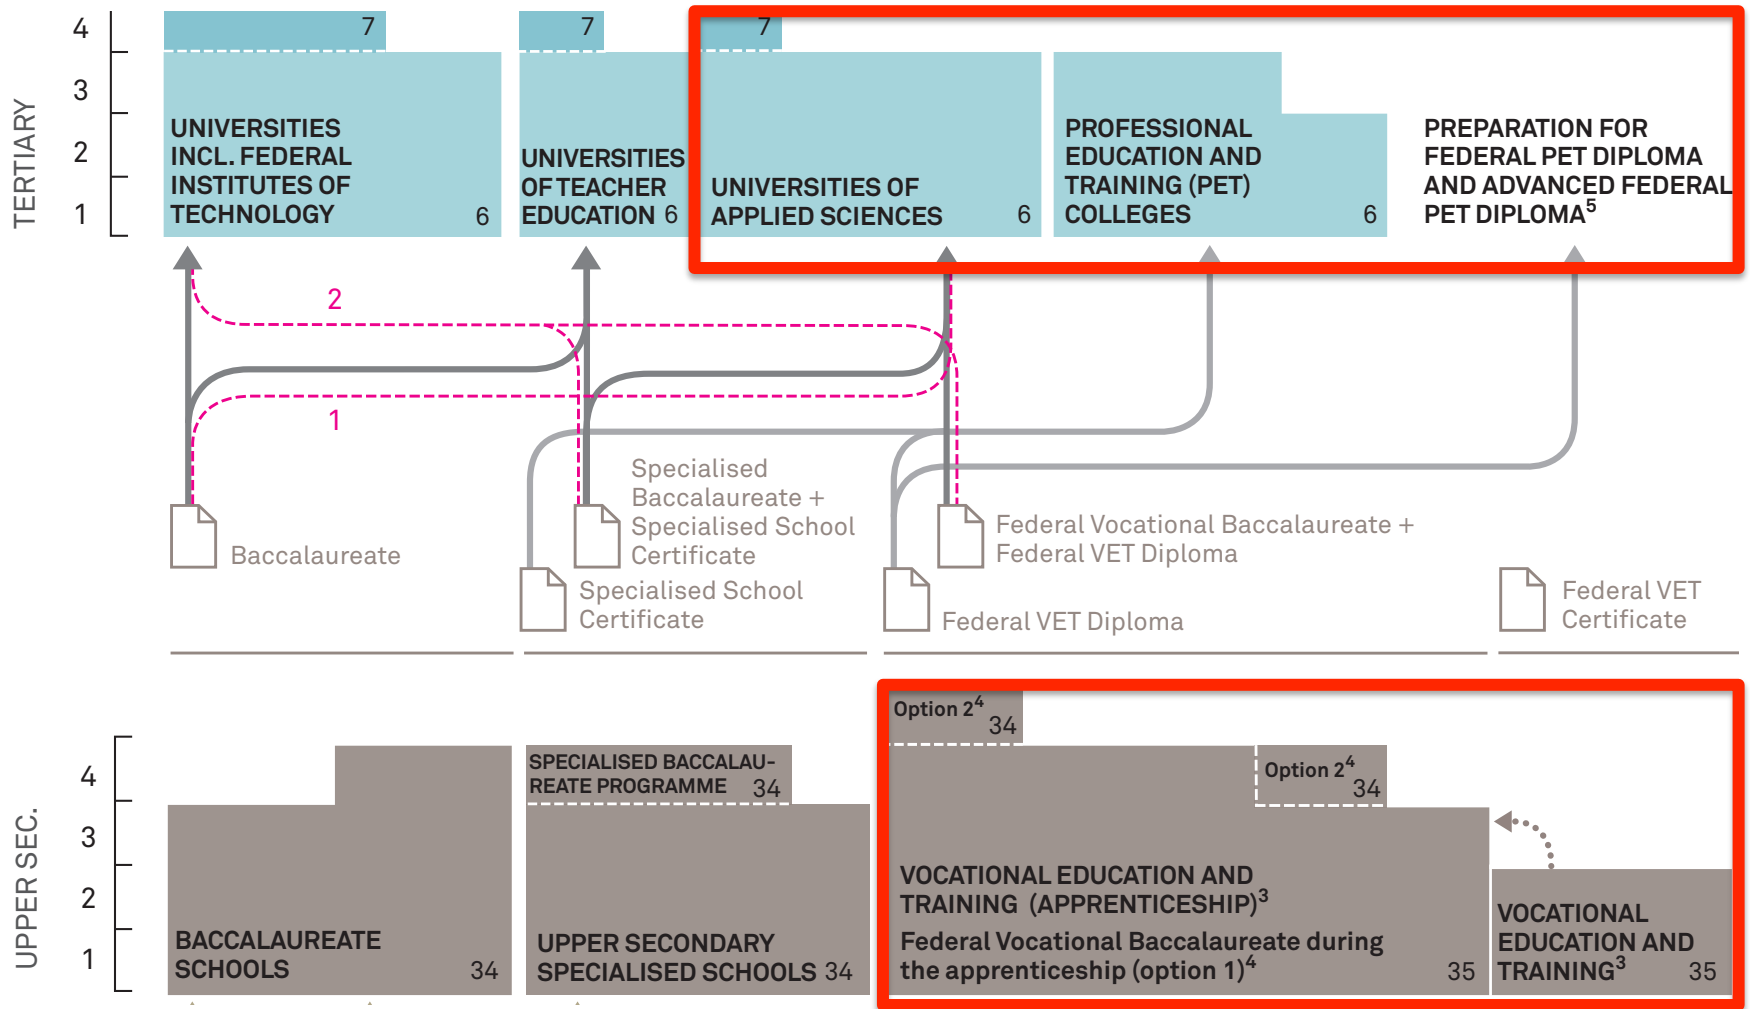 TERTIARY
4
3
2
1
7
7
7
UNIVERSITIES
INCL. FEDERAL
INSTITUTES OF
TECHNOLOGY 6
UNIVERSITIES
OF TEACHER
EDUCATION 6
UNIVERSITIES OF
APPLIED SCIENCES 6
PROFESSIONAL
EDUCATION AND
TRAINING (PET)
COLLEGES 6
PREPARATION FOR
FEDERAL PET DIPLOMA
AND ADVANCED FEDERAL
PET DIPLOMA5
2
1
Baccalaureate
Specialised
Baccalaureate +
Specialised School
Certificate
Specialised School
Certificate
Federal Vocational Baccalaureate +
Federal VET Diploma
Federal VET Diploma
Federal VET
Certificate
UPPER SEC.
4
3
2
1
BACCALAUREATE
SCHOOLS 34
SPECIALISED BACCALAU-
REATE PROGRAMME 34
UPPER SECONDARY
SPECIALISED SCHOOLS 34
Option 24
34
Option 24
34
VOCATIONAL EDUCATION AND
TRAINING (APPRENTICESHIP)3
Federal Vocational Baccalaureate during
the apprenticeship (option 1)4 35
VOCATIONAL
EDUCATION AND
TRAINING3 35